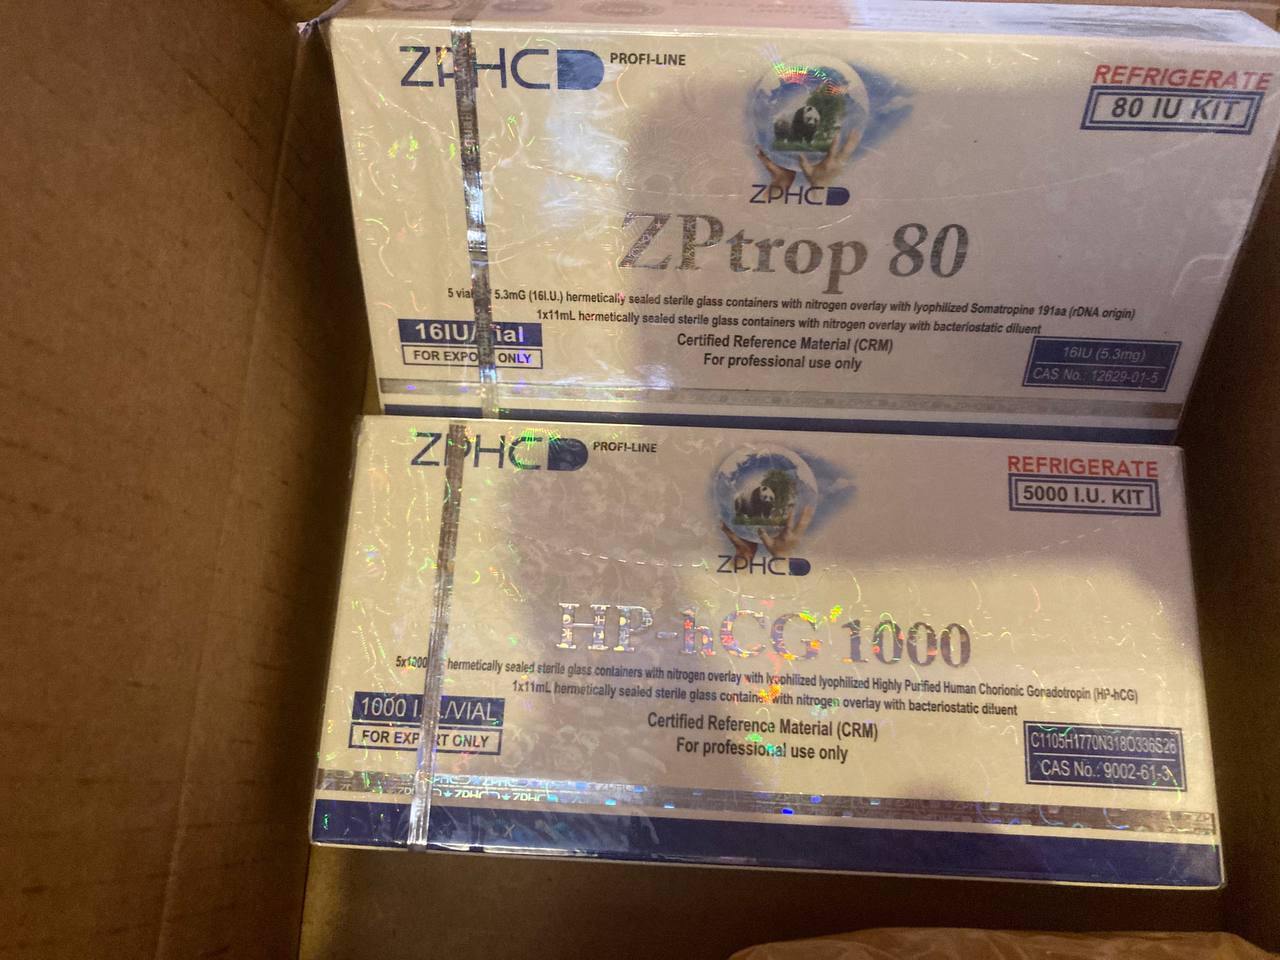 ZPHC PROFI-LINE
REFRIGERATE
80 IU KIT
ZPHC
ZPtrop 80
5 5.3mG (16I.U.) hermetically sealed sterile glass containers with nitrogen overlay with lyophilized Somatropine 191aa (rDNA origin)
1x11mL hermetically sealed sterile glass containers with nitrogen overlay with bacteriostatic diluent
16IU/Vial
FOR EXPORT ONLY
Certified Reference Material (CRM)
For professional use only
16IU (5.3mg)
CAS No.: 12629-01-5
ZPHC PROFI-LINE
REFRIGERATE
5000 I.U. KIT
ZPHC
HP-hCG 1000
hermetically sealed sterile glass containers with nitrogen overlay with lyophilized lyophilized Highly Purified Human Chorionic Gonadotropin (HP-hCG)
1x11mL hermetically sealed sterile glass container with nitrogen overlay with bacteriostatic diluent
1000 I.U./VIAL
FOR EXPORT ONLY
Certified Reference Material (CRM)
For professional use only
C1105H1770N318O336S26
CAS No.: 9002-61-3
ZPHC ★ ZPHC ★ ZPHC